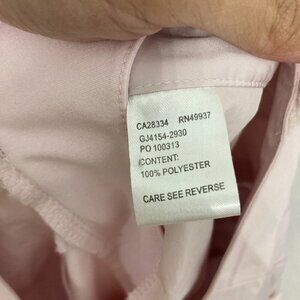 CA28334 RN49937
GJ4154-2930
PO 100313
CONTENT:
100% POLYESTER
CARE SEE REVERSE